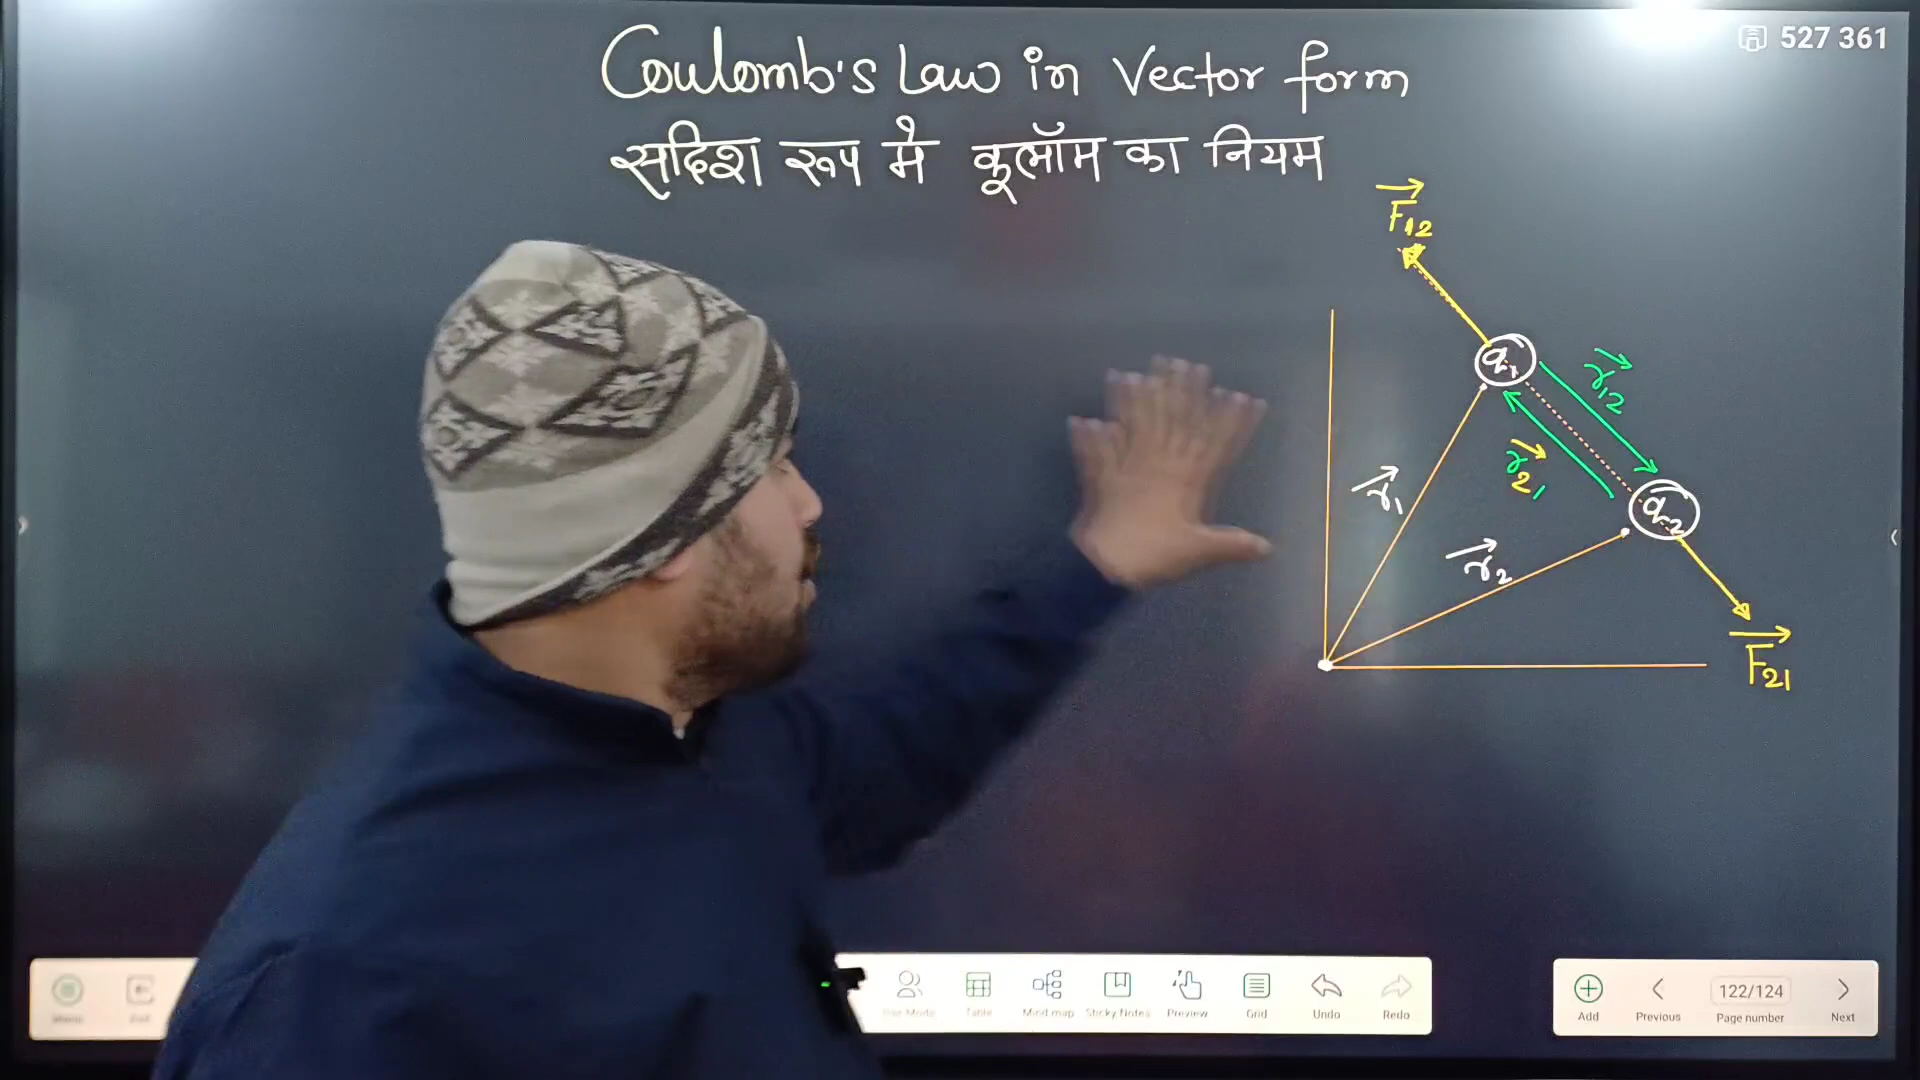 527 361
Coulomb's Law in Vector form
सदिश रूप में कूलॉम का नियम
F12
q1
r12
r21
r1
q2
r2
F21
Table
Mind map
Sticky Notes
Preview
Grid
Undo
Redo
Add
Previous
122/124
Page number
Next